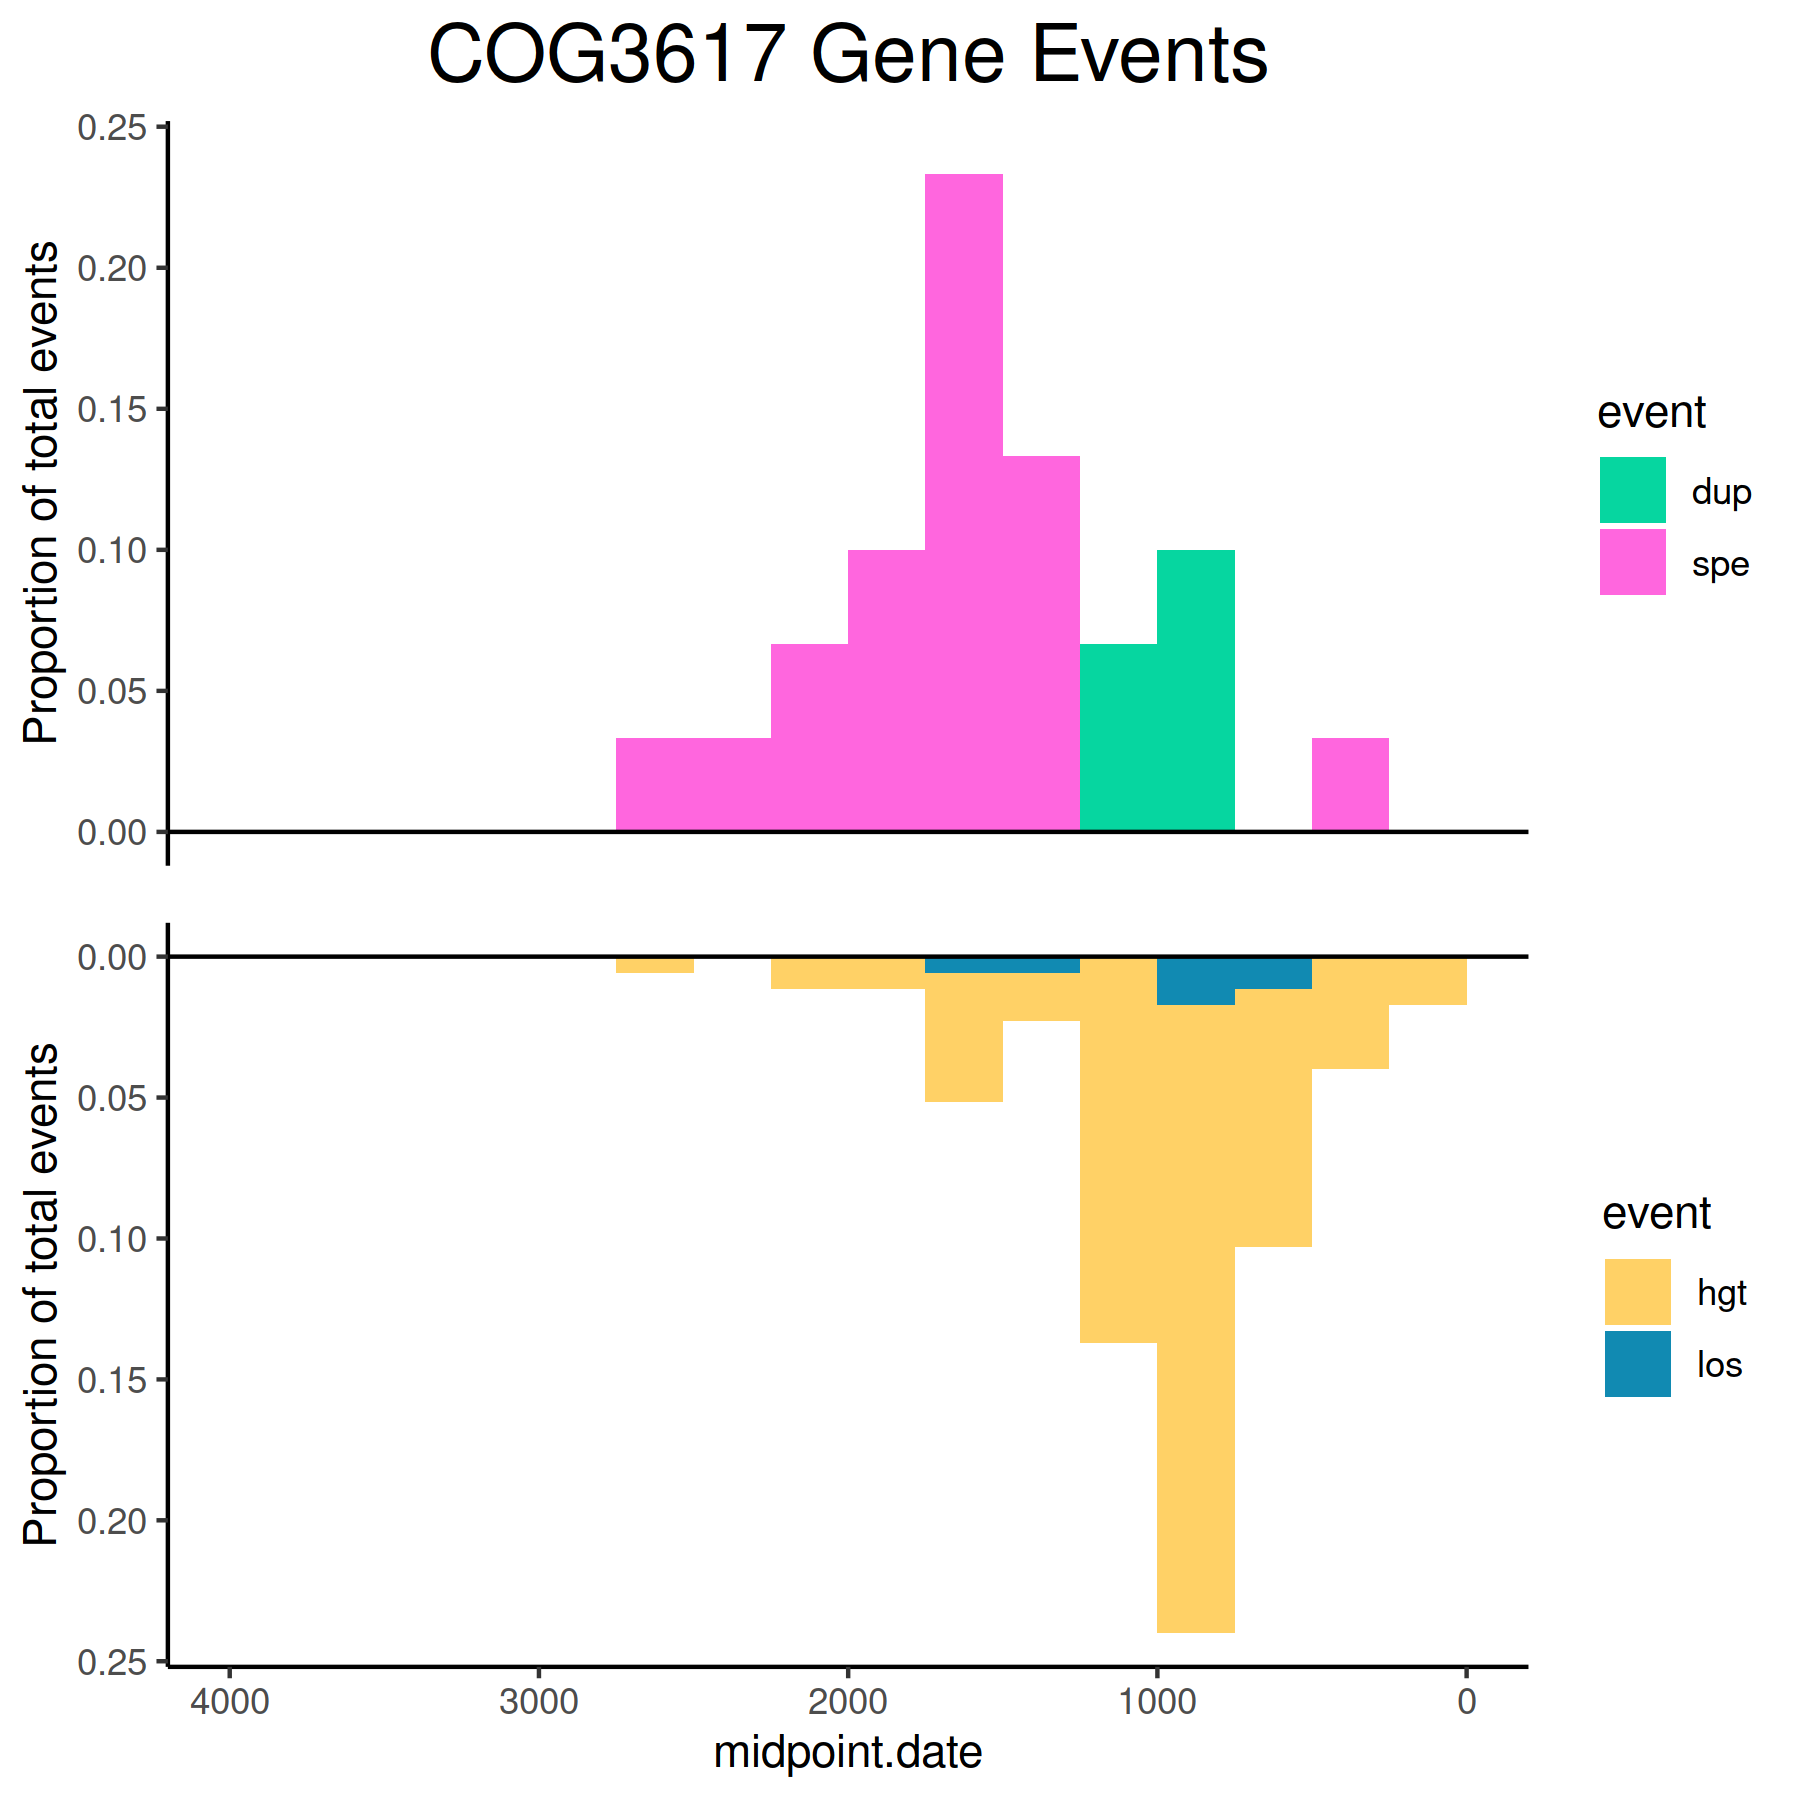 COG3617 Gene Events
Proportion of total events
0.25
0.20
0.15
0.10
0.05
0.00
event
dup
spe
Proportion of total events
0.00
0.05
0.10
0.15
0.20
0.25
event
hgt
los
4000 3000 2000 1000 0
midpoint.date